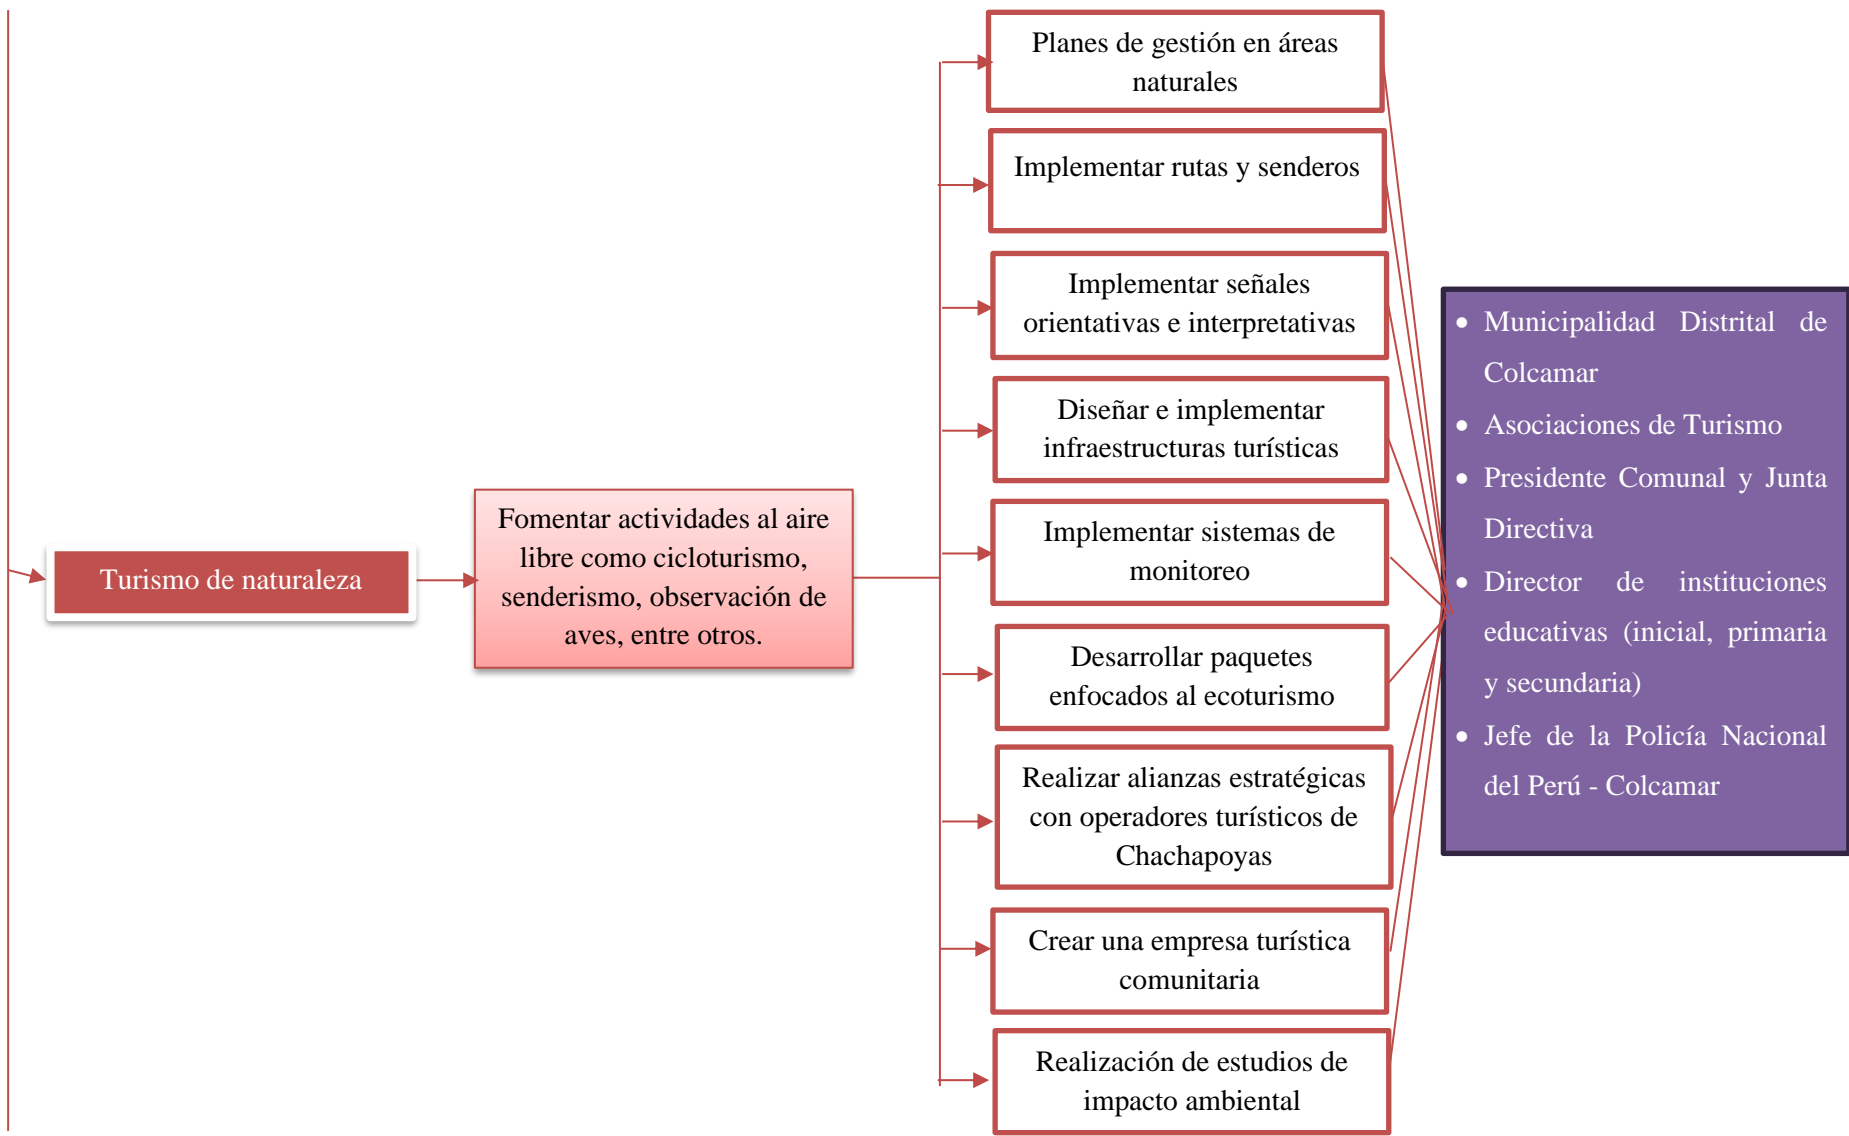 Turismo de naturaleza
Fomentar actividades al aire
libre como cicloturismo,
senderismo, observación de
aves, entre otros.
Planes de gestión en áreas
naturales
Implementar rutas y senderos
Implementar señales
orientativas e interpretativas
Diseñar e implementar
infraestructuras turísticas
Implementar sistemas de
monitoreo
Desarrollar paquetes
enfocados al ecoturismo
Realizar alianzas estratégicas
con operadores turísticos de
Chachapoyas
Crear una empresa turística
comunitaria
Realización de estudios de
impacto ambiental
• Municipalidad Distrital de
Colcamar
• Asociaciones de Turismo
• Presidente Comunal y Junta
Directiva
• Director de instituciones
educativas (inicial, primaria
y secundaria)
• Jefe de la Policía Nacional
del Perú - Colcamar